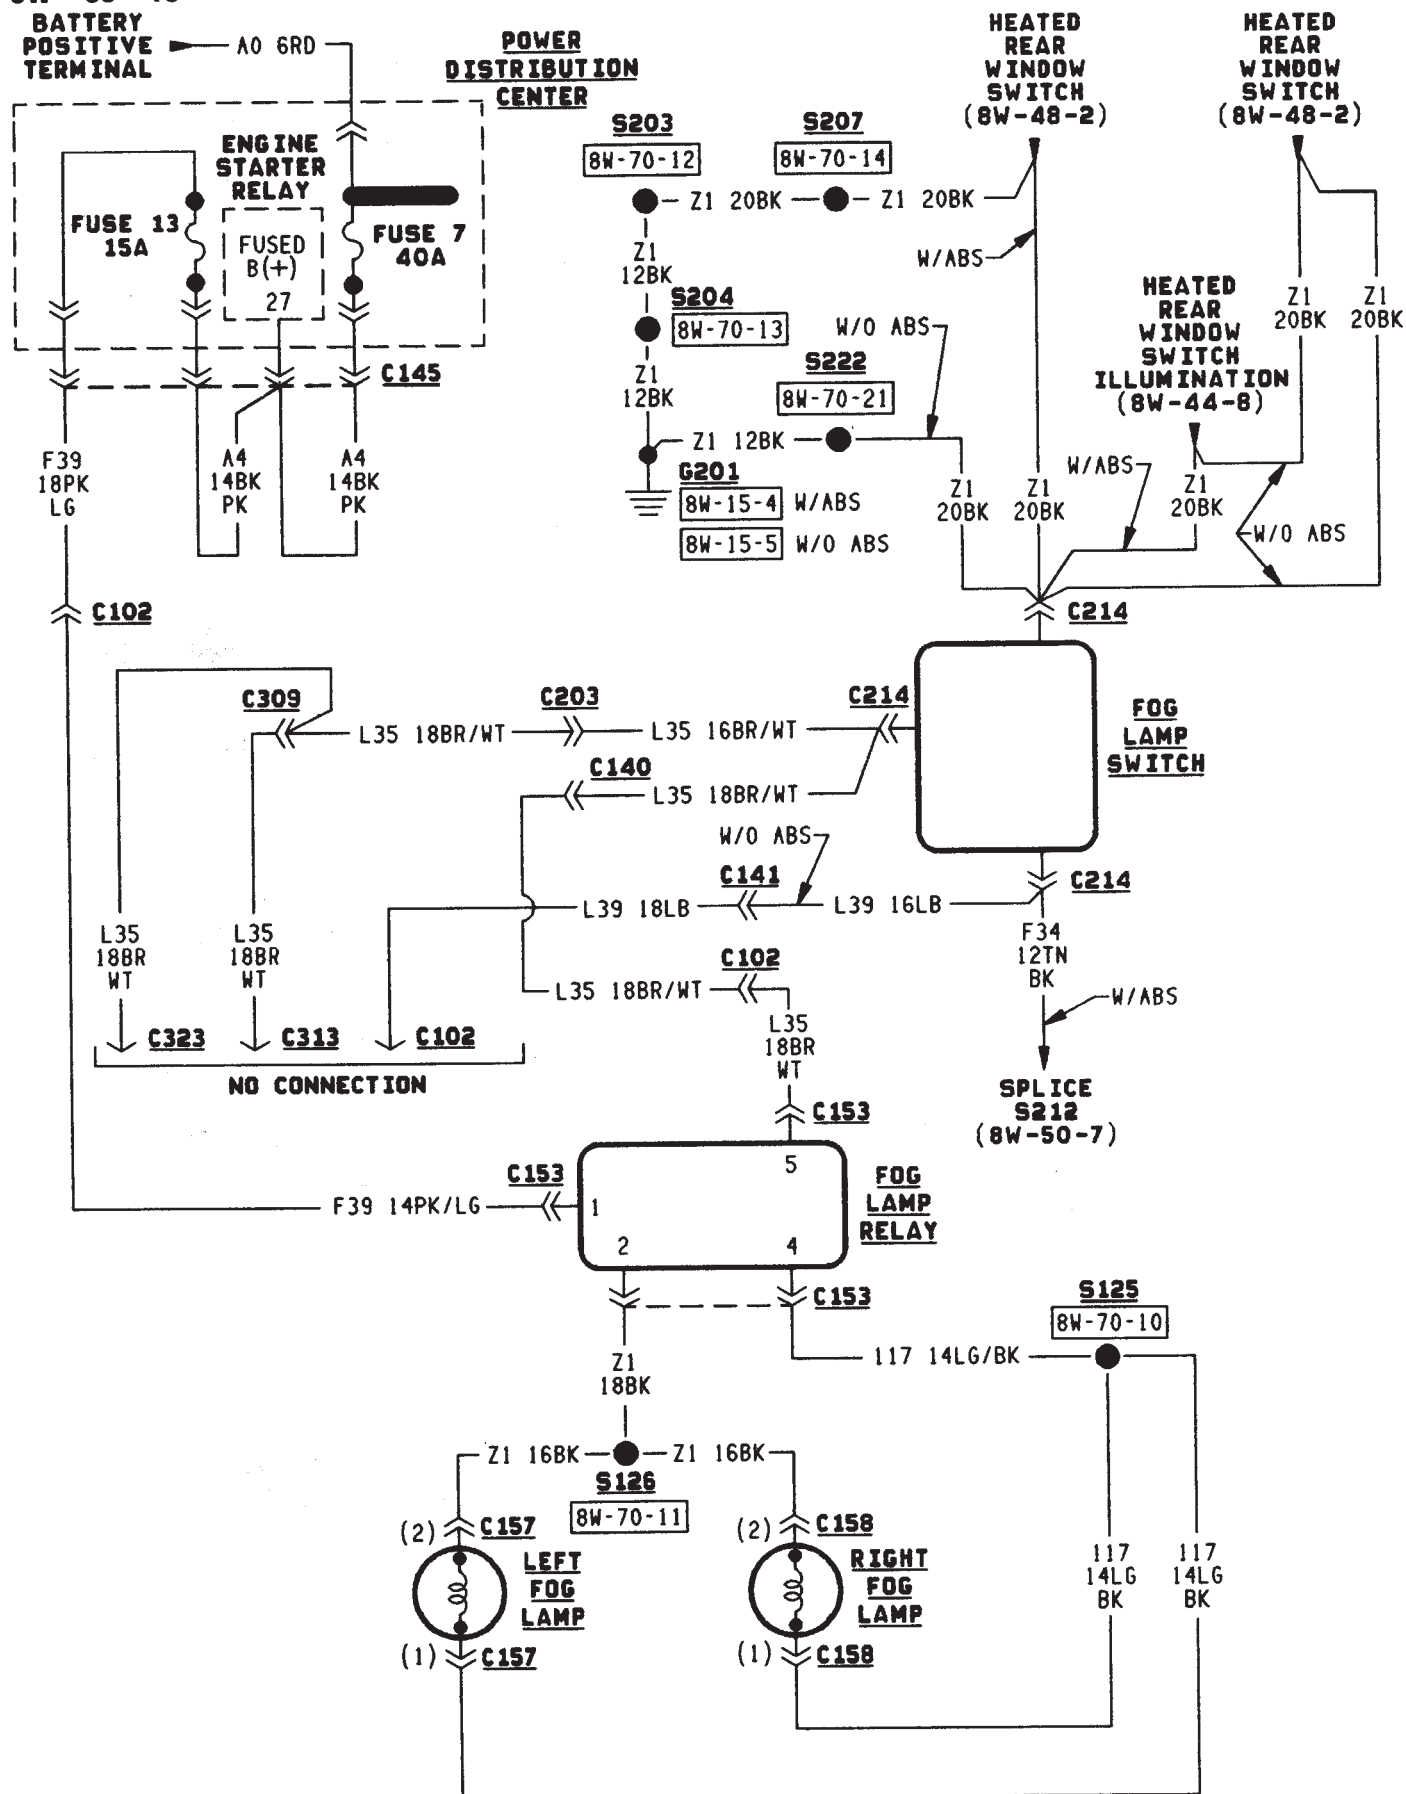 BATTERY
POSITIVE
TERMINAL
A0 6RD
POWER
DISTRIBUTION
CENTER
HEATED
REAR
WINDOW
SWITCH
(8W-48-2)
HEATED
REAR
WINDOW
SWITCH
(8W-48-2)
ENGINE
STARTER
RELAY
FUSE 13
15A
FUSED
B(+)
27
FUSE 7
40A
C145
S203
8W-70-12
S207
8W-70-14
Z1 20BK
Z1 20BK
Z1
12BK
S204
8W-70-13
Z1
12BK
W/ABS
W/O ABS
S222
8W-70-21
Z1 12BK
G201
8W-15-4 W/ABS
8W-15-5 W/O ABS
HEATED
REAR
WINDOW
SWITCH
ILLUMINATION
(8W-44-8)
Z1
20BK
Z1
20BK
W/ABS
Z1
20BK
Z1
20BK
Z1
20BK
W/O ABS
F39
18PK
LG
A4
14BK
PK
A4
14BK
PK
C102
C214
C309
L35 18BR/WT
C203
L35 16BR/WT
C214
FOG
LAMP
SWITCH
C140
L35 18BR/WT
W/O ABS
C141
L39 18LB
L39 16LB
C214
F34
12TN
BK
W/ABS
L35
18BR
WT
L35
18BR
WT
C102
L35 18BR/WT
L35
18BR
WT
C323
C313
C102
NO CONNECTION
SPLICE
S212
(8W-50-7)
C153
5
FOG
LAMP
RELAY
C153
F39 14PK/LG
1
2
4
C153
S125
8W-70-10
117 14LG/BK
Z1
18BK
Z1 16BK
Z1 16BK
S126
8W-70-11
(2)
C157
LEFT
FOG
LAMP
(1)
C157
(2)
C158
RIGHT
FOG
LAMP
(1)
C158
117
14LG
BK
117
14LG
BK